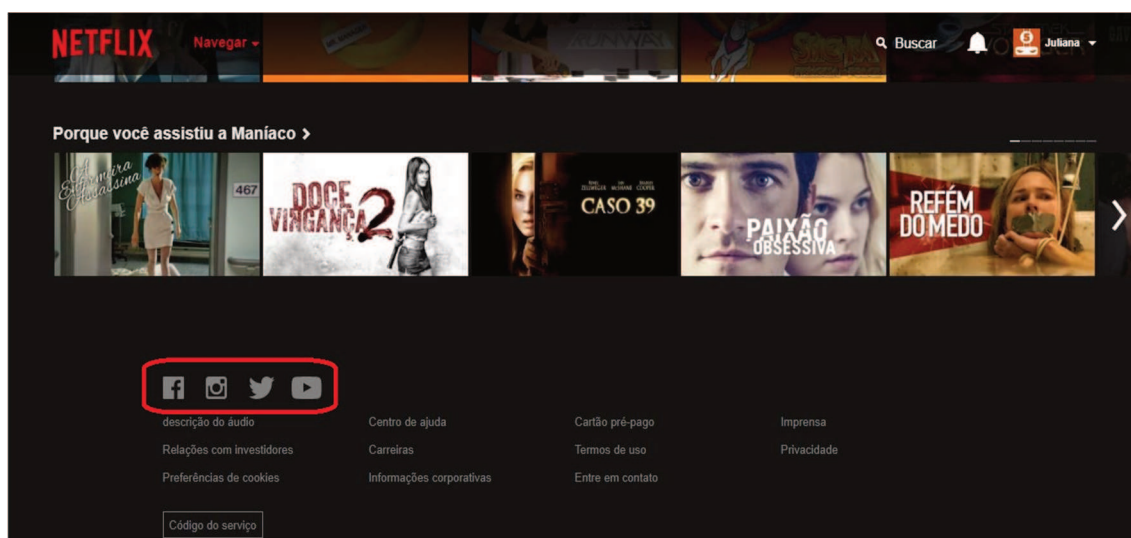 NETFLIX Navegar Buscar Juliana
RUNWAY
Porque você assistiu a Maníaco >
A Enfermeira Assassina
467
DOCE VINGANÇA 2
CASO 39
PAIXÃO OBSESSIVA
REFÉM DO MEDO
descrição do áudio Centro de ajuda Cartão pré-pago Imprensa
Relações com investidores Carreiras Termos de uso Privacidade
Preferências de cookies Informações corporativas Entre em contato
Código do serviço